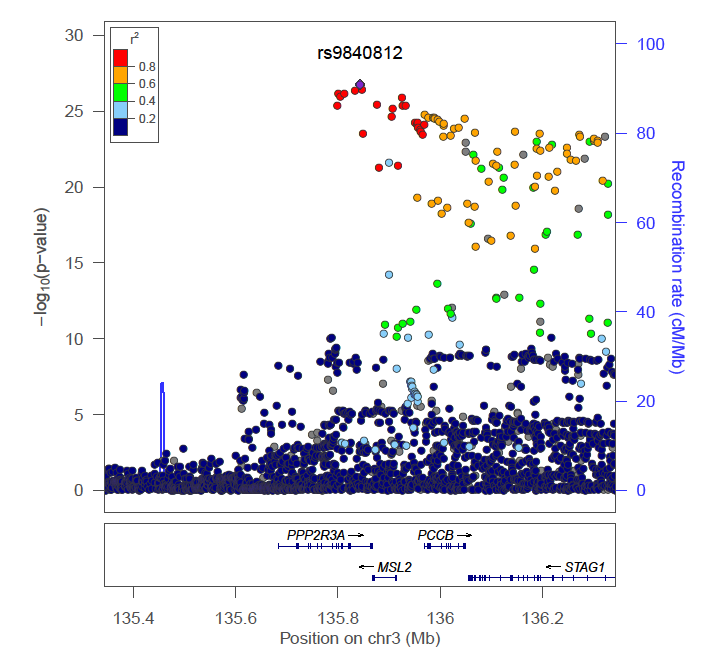 rs9840812
r²
0.8
0.6
0.4
0.2
30
25
20
15
10
5
0
−log₁₀(p−value)
100
80
60
40
20
0
Recombination rate (cM/Mb)
PPP2R3A →
PCCB →
← MSL2
← STAG1
135.4 135.6 135.8 136 136.2
Position on chr3 (Mb)